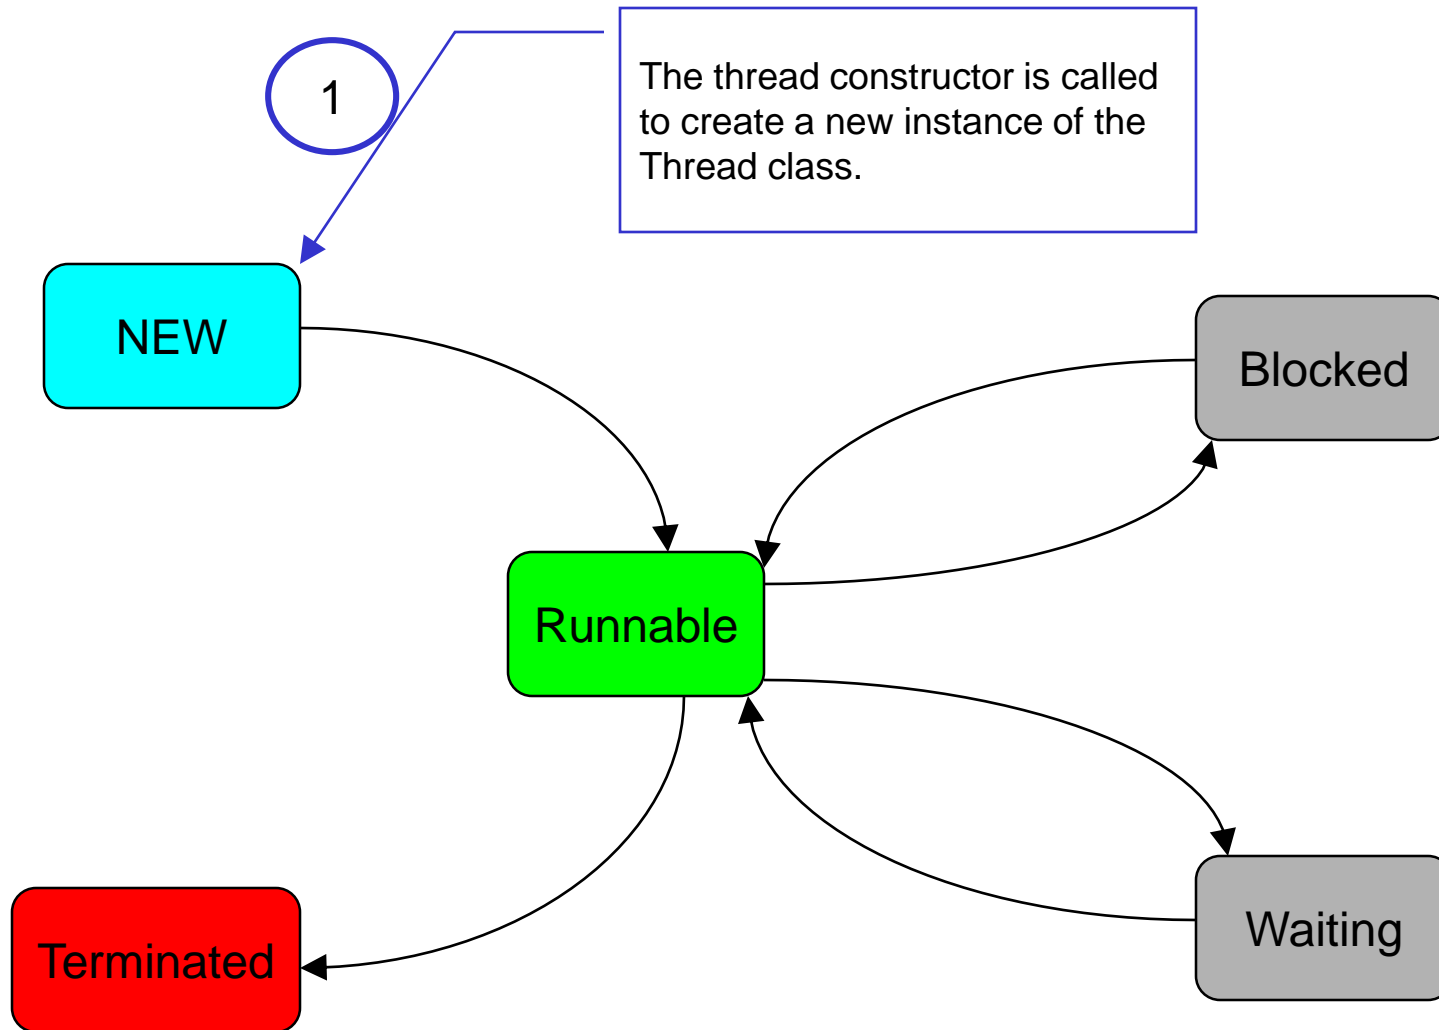 1
The thread constructor is called
to create a new instance of the
Thread class.
NEW
Blocked
Runnable
Terminated
Waiting